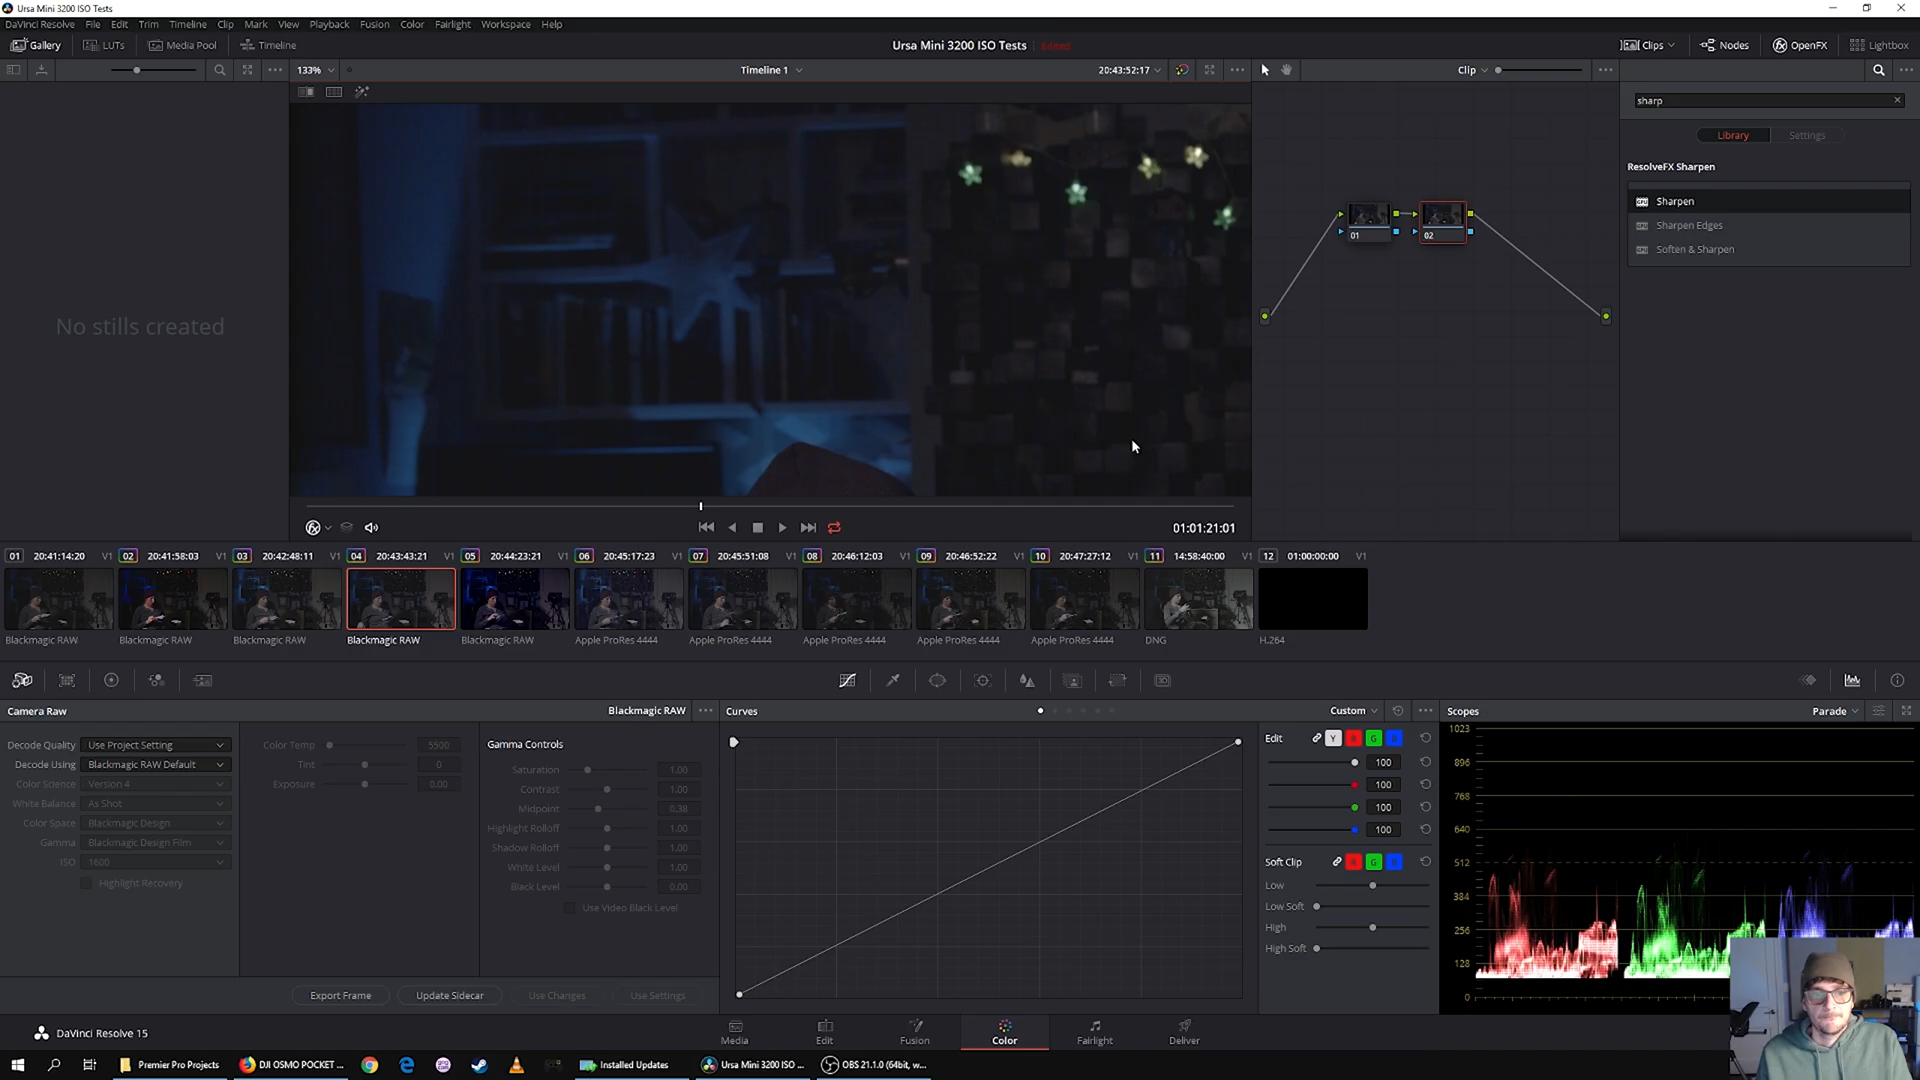 Ursa Mini 3200 ISO Tests
DaVinci Resolve File Edit Trim Timeline Clip Mark View Playback Fusion Color Fairlight Workspace Help
Gallery LUTs Media Pool Timeline
Ursa Mini 3200 ISO Tests Edited
Clips Nodes OpenFX Lightbox
133% Timeline 1 20:43:52:17 Clip
sharp
Library Settings
ResolveFX Sharpen
Sharpen
Sharpen Edges
Soften & Sharpen
01 02
No stills created
01:01:21:01
01 20:41:14:20 V1 02 20:41:58:03 V1 03 20:42:48:11 V1 04 20:43:43:21 V1 05 20:44:23:21 V1 06 20:45:17:23 V1 07 20:45:51:08 V1 08 20:46:12:03 V1 09 20:46:52:22 V1 10 20:47:27:12 V1 11 14:58:40:00 V1 12 01:00:00:00 V1
Blackmagic RAW Blackmagic RAW Blackmagic RAW Blackmagic RAW Blackmagic RAW Apple ProRes 4444 Apple ProRes 4444 Apple ProRes 4444 Apple ProRes 4444 Apple ProRes 4444 DNG H.264
Camera Raw Blackmagic RAW
Decode Quality Use Project Setting
Decode Using Blackmagic RAW Default
Color Science Version 4
White Balance As Shot
Color Space Blackmagic Design
Gamma Blackmagic Design Film
ISO 1600
Highlight Recovery
Color Temp 5500
Tint 0
Exposure 0.00
Gamma Controls
Saturation 1.00
Contrast 1.00
Midpoint 0.38
Highlight Rolloff 1.00
Shadow Rolloff 1.00
White Level 1.00
Black Level 0.00
Use Video Black Level
Export Frame Update Sidecar Use Changes Use Settings
Curves Custom
Edit Y R G B
100
100
100
100
Soft Clip R G B
Low
Low Soft
High
High Soft
Scopes Parade
1023
896
768
640
512
384
256
128
0
DaVinci Resolve 15
Media Edit Fusion Color Fairlight Deliver
Premier Pro Projects DJI OSMO POCKET ... Installed Updates Ursa Mini 3200 ISO ... OBS 21.1.0 (64bit, w...